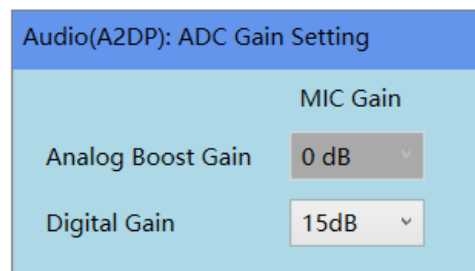 Audio(A2DP): ADC Gain Setting
MIC Gain
Analog Boost Gain 0 dB
Digital Gain 15dB